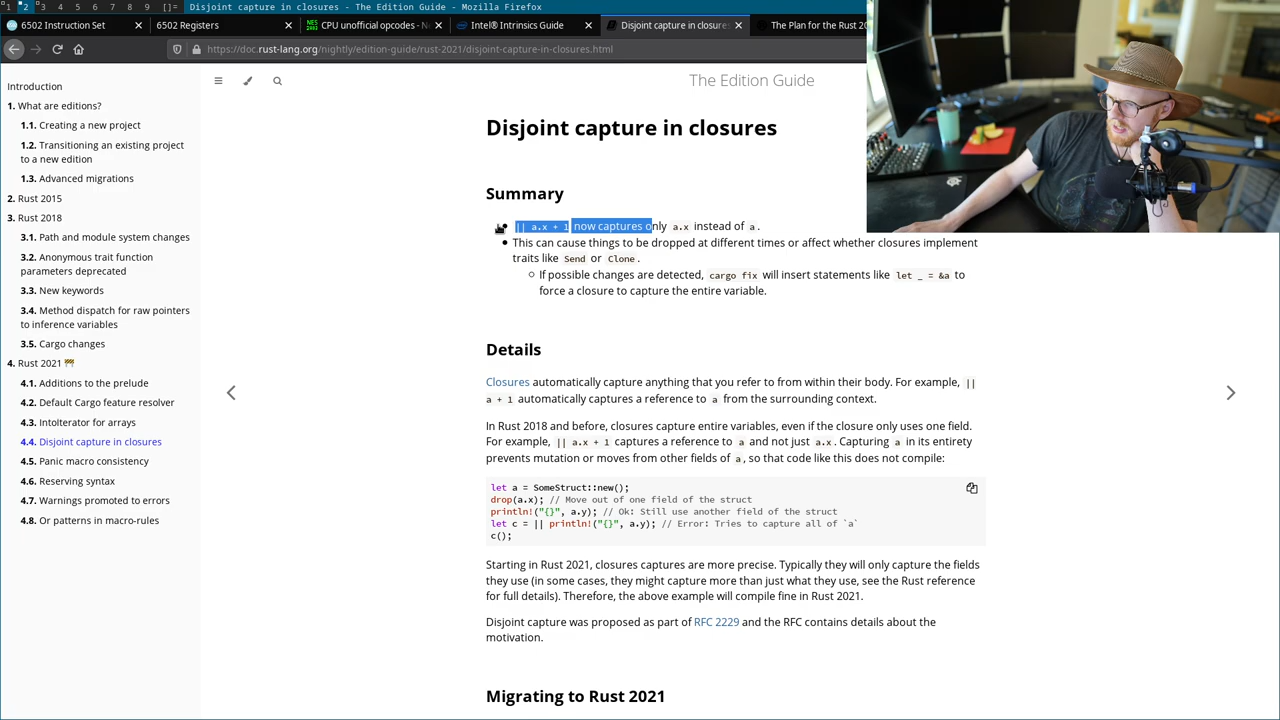 1 2 3 4 5 6 7 8 9 []= Disjoint capture in closures - The Edition Guide - Mozilla Firefox
6502 Instruction Set
6502 Registers
CPU unofficial opcodes - N
Intel® Intrinsics Guide
Disjoint capture in closures
The Plan for the Rust 20
https://doc.rust-lang.org/nightly/edition-guide/rust-2021/disjoint-capture-in-closures.html
Introduction
1. What are editions?
1.1. Creating a new project
1.2. Transitioning an existing project
to a new edition
1.3. Advanced migrations
2. Rust 2015
3. Rust 2018
3.1. Path and module system changes
3.2. Anonymous trait function
parameters deprecated
3.3. New keywords
3.4. Method dispatch for raw pointers
to inference variables
3.5. Cargo changes
4. Rust 2021 🚧
4.1. Additions to the prelude
4.2. Default Cargo feature resolver
4.3. IntoIterator for arrays
4.4. Disjoint capture in closures
4.5. Panic macro consistency
4.6. Reserving syntax
4.7. Warnings promoted to errors
4.8. Or patterns in macro-rules
The Edition Guide
Disjoint capture in closures
Summary
|| a.x + 1 now captures only a.x instead of a.
This can cause things to be dropped at different times or affect whether closures implement
traits like Send or Clone.
If possible changes are detected, cargo fix will insert statements like let _ = &a to
force a closure to capture the entire variable.
Details
Closures automatically capture anything that you refer to from within their body. For example, ||
a + 1 automatically captures a reference to a from the surrounding context.
In Rust 2018 and before, closures capture entire variables, even if the closure only uses one field.
For example, || a.x + 1 captures a reference to a and not just a.x. Capturing a in its entirety
prevents mutation or moves from other fields of a, so that code like this does not compile:
let a = SomeStruct::new();
drop(a.x); // Move out of one field of the struct
println!("{}", a.y); // Ok: Still use another field of the struct
let c = || println!("{}", a.y); // Error: Tries to capture all of `a`
c();
Starting in Rust 2021, closures captures are more precise. Typically they will only capture the fields
they use (in some cases, they might capture more than just what they use, see the Rust reference
for full details). Therefore, the above example will compile fine in Rust 2021.
Disjoint capture was proposed as part of RFC 2229 and the RFC contains details about the
motivation.
Migrating to Rust 2021